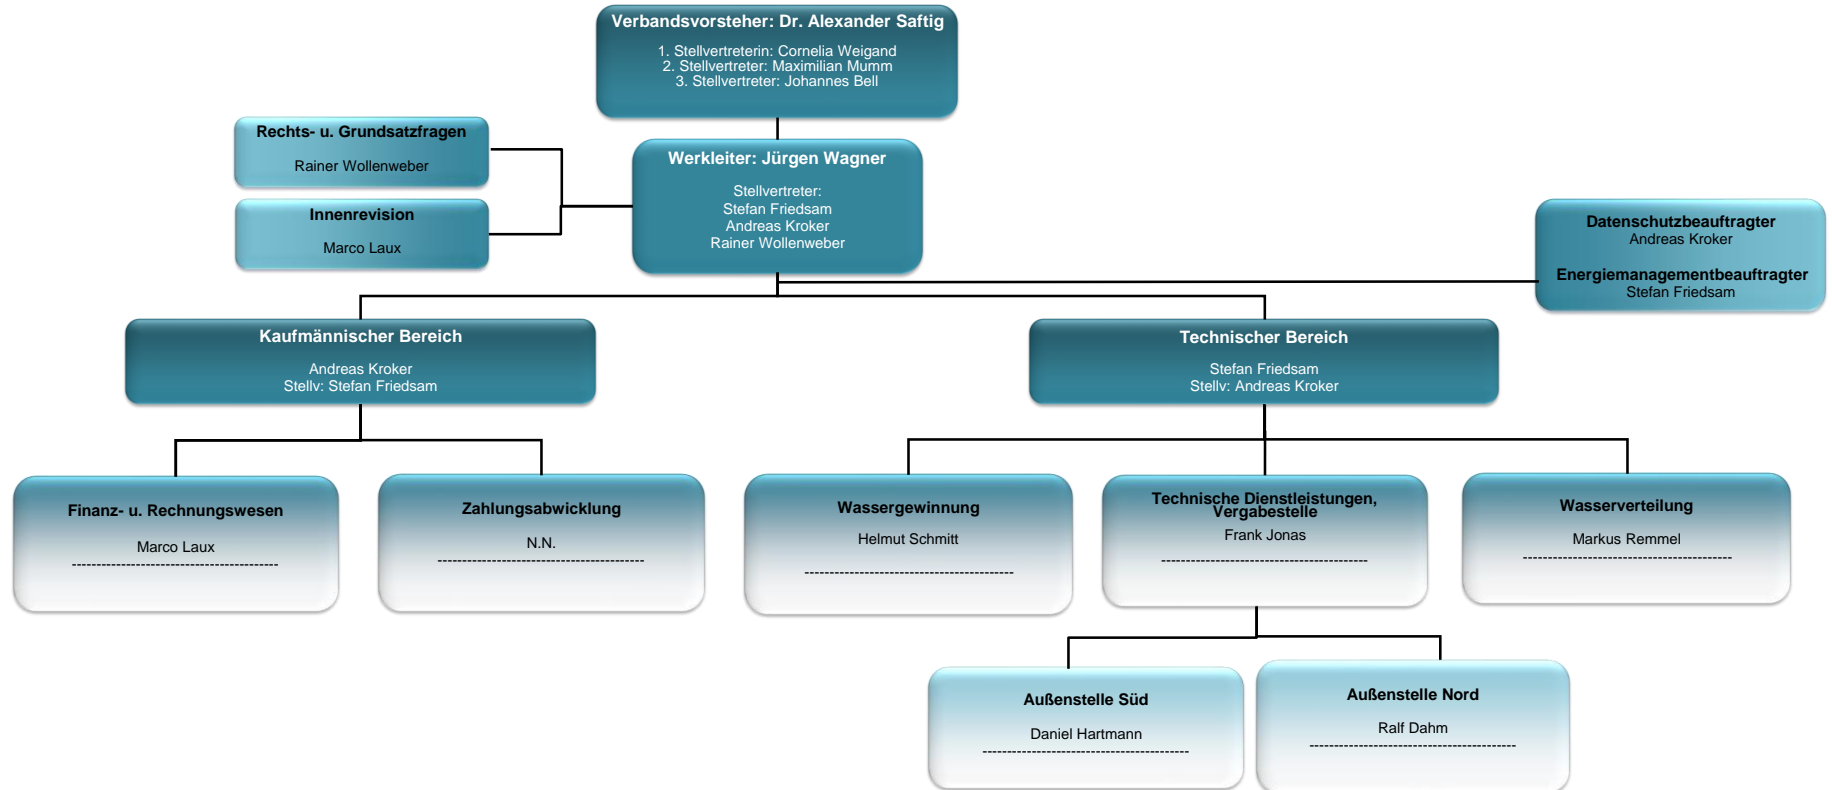 Verbandsvorsteher: Dr. Alexander Saftig
1. Stellvertreterin: Cornelia Weigand
2. Stellvertreter: Maximilian Mumm
3. Stellvertreter: Johannes Bell
Rechts- u. Grundsatzfragen
Rainer Wollenweber
Innenrevision
Marco Laux
Werkleiter: Jürgen Wagner
Stellvertreter:
Stefan Friedsam
Andreas Kroker
Rainer Wollenweber
Datenschutzbeauftragter
Andreas Kroker
Energiemanagementbeauftragter
Stefan Friedsam
Kaufmännischer Bereich
Andreas Kroker
Stellv: Stefan Friedsam
Technischer Bereich
Stefan Friedsam
Stellv: Andreas Kroker
Finanz- u. Rechnungswesen
Marco Laux
------------------------------------------
Zahlungsabwicklung
N.N.
------------------------------------------
Wassergewinnung
Helmut Schmitt
------------------------------------------
Technische Dienstleistungen,
Vergabestelle
Frank Jonas
------------------------------------------
Wasserverteilung
Markus Remmel
------------------------------------------
Außenstelle Süd
Daniel Hartmann
------------------------------------------
Außenstelle Nord
Ralf Dahm
------------------------------------------